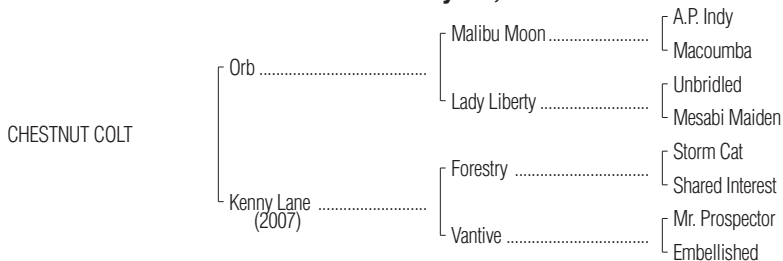 A.P. Indy
Malibu Moon ........................
Macoumba
Orb ........................................
Unbridled
Lady Liberty ..........................
Mesabi Maiden
CHESTNUT COLT
Storm Cat
Forestry ................................
Shared Interest
Kenny Lane ..........................
(2007)
Mr. Prospector
Vantive ..................................
Embellished